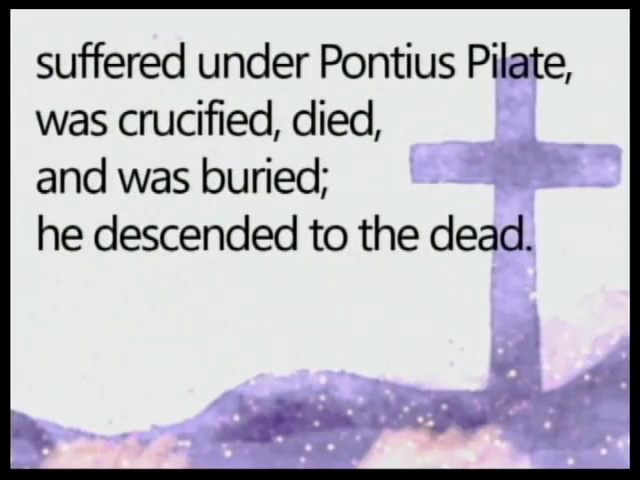 suffered under Pontius Pilate,
was crucified, died,
and was buried;
he descended to the dead.